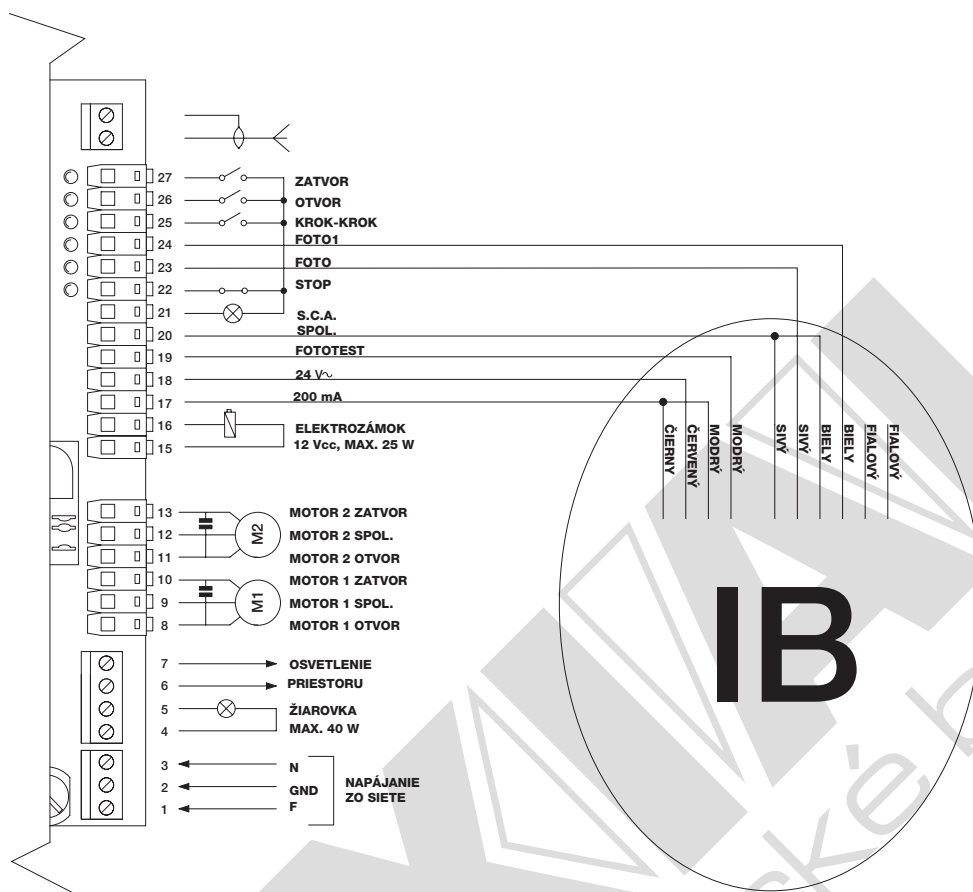 27 ZATVOR
26 OTVOR
25 KROK-KROK
24 FOTO1
23 FOTO
22 STOP
21 S.C.A.
20 SPOL.
19 FOTOTEST
18 24 V~
17 200 mA
16 ELEKTROZÁMOK
15 12 Vcc, MAX. 25 W
ČIERNY
ČERVENÝ
MODRÝ
MODRÝ
SIVÝ
SIVÝ
BIELY
BIELY
FIALOVÝ
FIALOVÝ
13 MOTOR 2 ZATVOR
12 M2 MOTOR 2 SPOL.
11 MOTOR 2 OTVOR
10 MOTOR 1 ZATVOR
9 M1 MOTOR 1 SPOL.
8 MOTOR 1 OTVOR
IB
7 OSVETLENIE
6 PRIESTORU
5 ŽIAROVKA
4 MAX. 40 W
3 N
2 GND
1 F
NAPÁJANIE
ZO SIETE